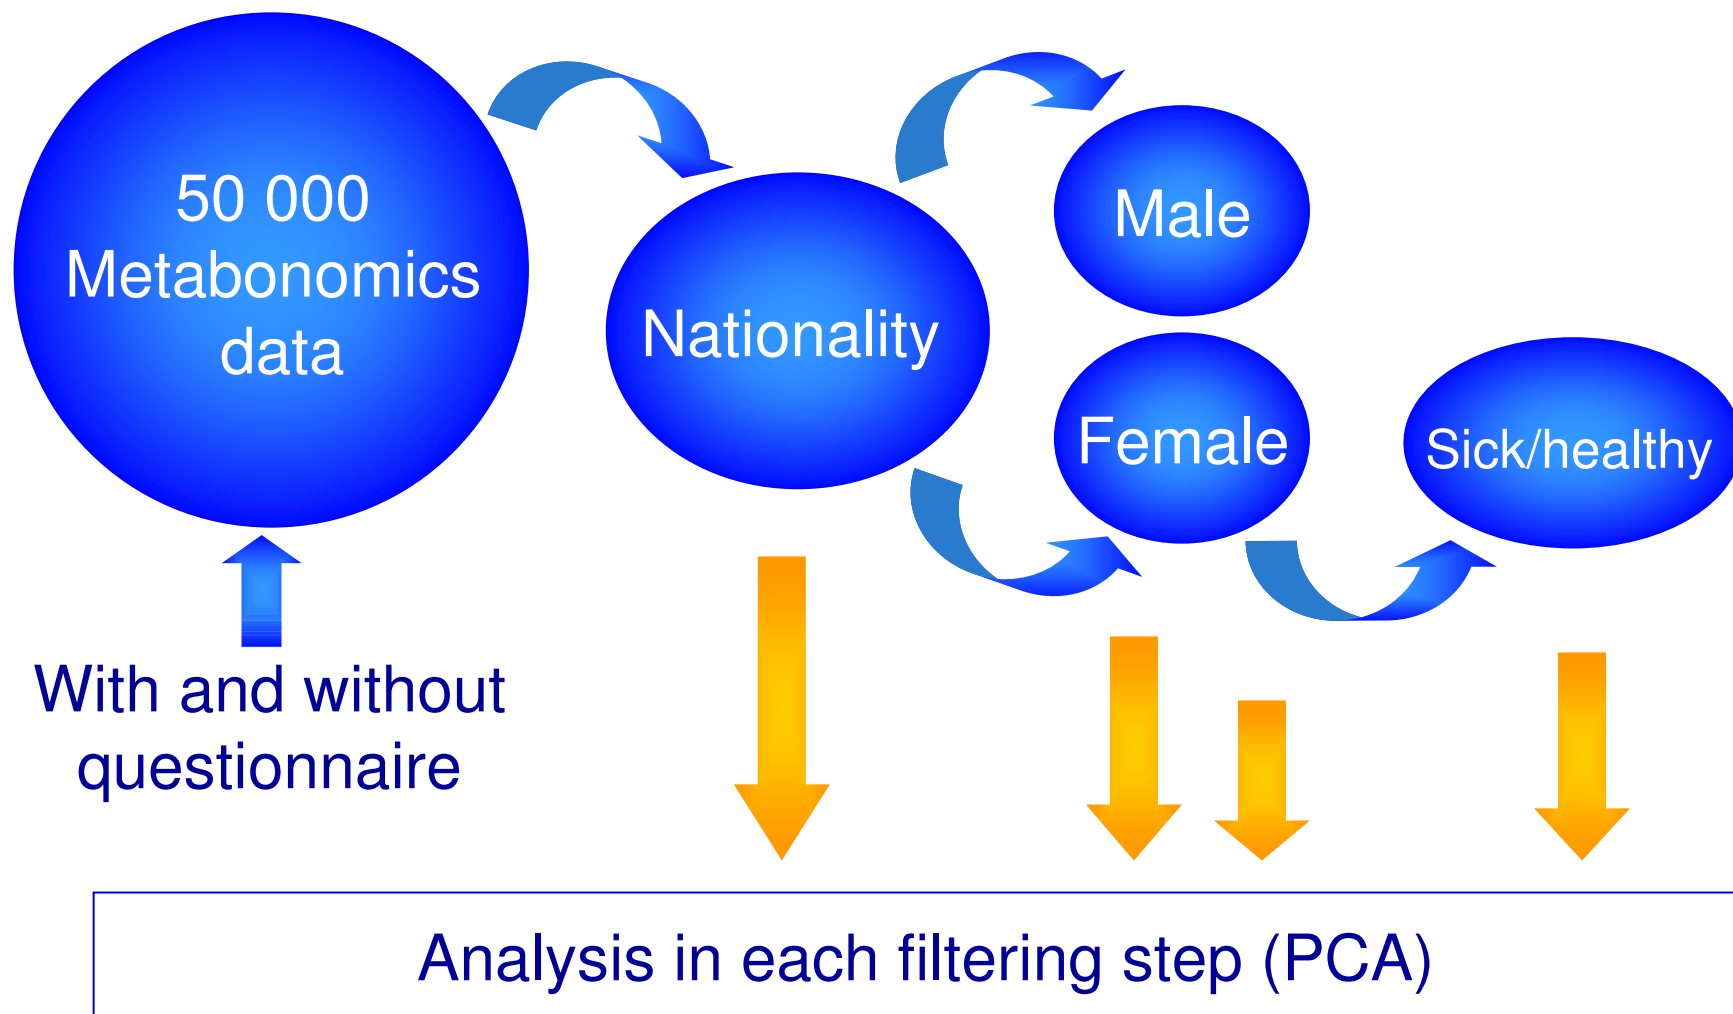 50 000
Metabonomics
data
Nationality
Male
Female
Sick/healthy
With and without
questionnaire
Analysis in each filtering step (PCA)